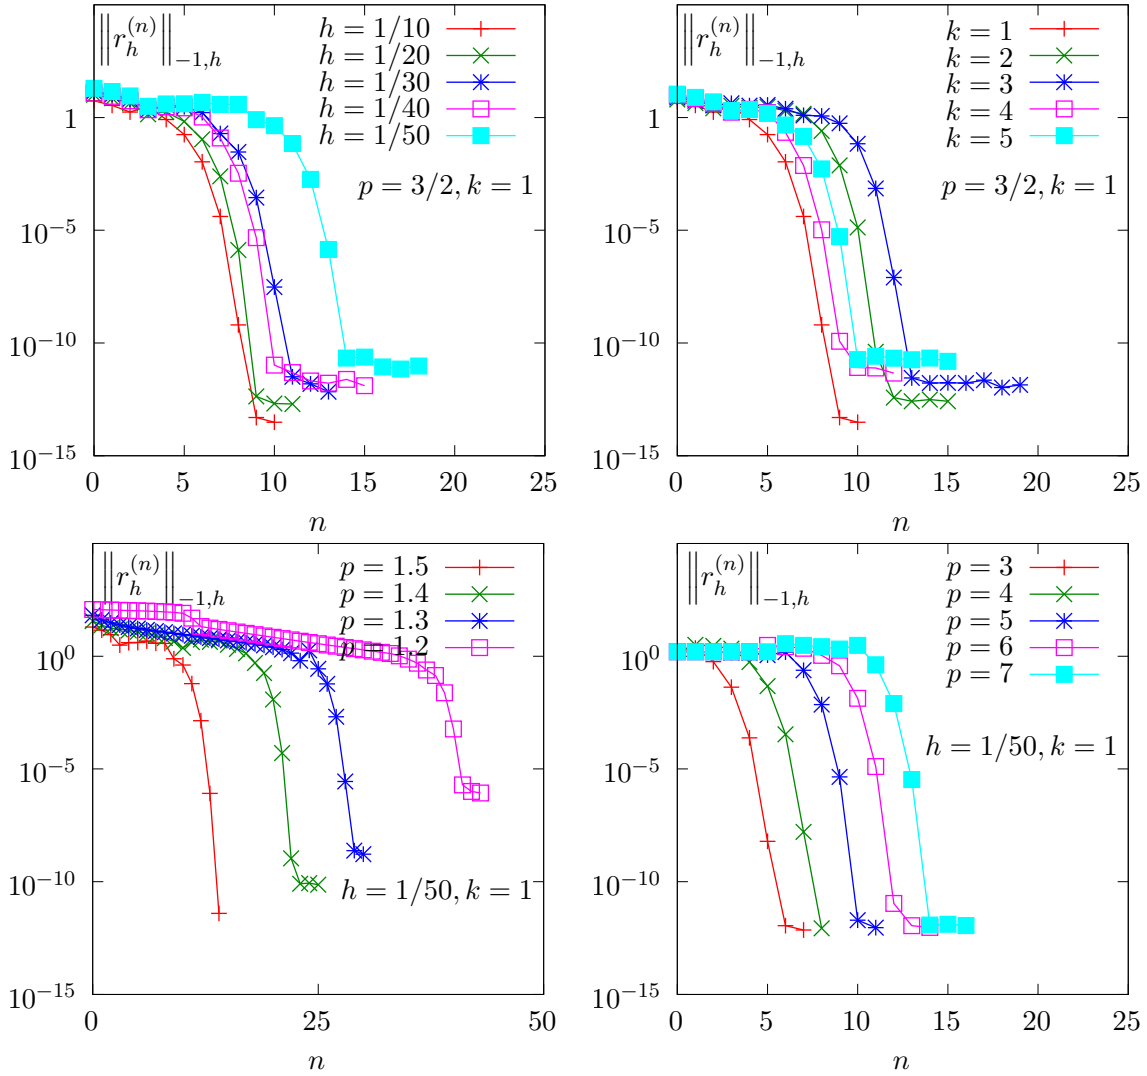 ‖r_h^{(n)}‖_{−1,h}
h = 1/10
h = 1/20
h = 1/30
h = 1/40
h = 1/50
p = 3/2, k = 1
1
10^{−5}
10^{−10}
10^{−15}
0 5 10 15 20 25
n
‖r_h^{(n)}‖_{−1,h}
k = 1
k = 2
k = 3
k = 4
k = 5
p = 3/2, k = 1
1
10^{−5}
10^{−10}
10^{−15}
0 5 10 15 20 25
n
‖r_h^{(n)}‖_{−1,h}
p = 1.5
p = 1.4
p = 1.3
p = 1.2
h = 1/50, k = 1
10^{0}
10^{−5}
10^{−10}
10^{−15}
0 25 50
n
‖r_h^{(n)}‖_{−1,h}
p = 3
p = 4
p = 5
p = 6
p = 7
h = 1/50, k = 1
10^{0}
10^{−5}
10^{−10}
10^{−15}
0 5 10 15 20 25
n